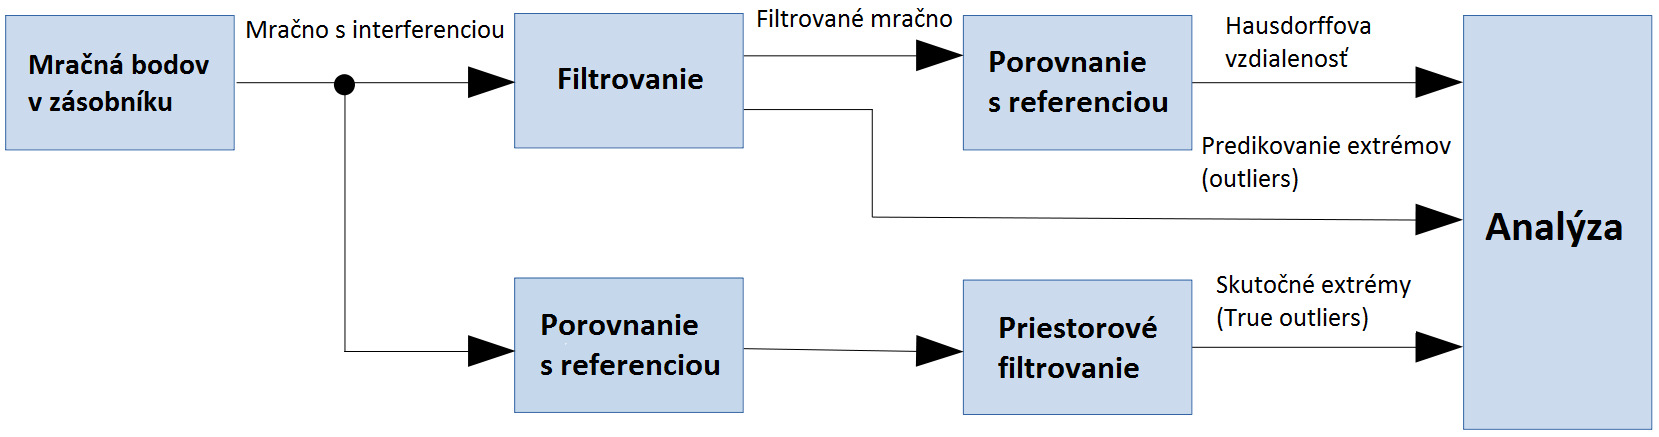 Mračná bodov
v zásobníku
Mračno s interferenciou
Filtrovanie
Filtrované mračno
Porovnanie
s referenciou
Hausdorffova
vzdialenosť
Predikovanie extrémov
(outliers)
Analýza
Porovnanie
s referenciou
Priestorové
filtrovanie
Skutočné extrémy
(True outliers)